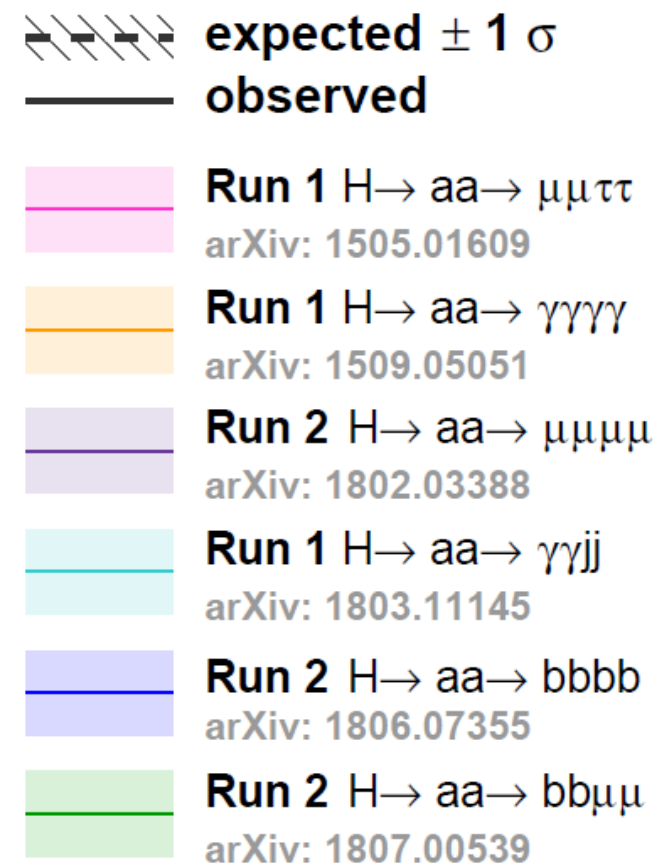 expected ± 1 σ
observed
Run 1 H→ aa→ μμττ
arXiv: 1505.01609
Run 1 H→ aa→ γγγγ
arXiv: 1509.05051
Run 2 H→ aa→ μμμμ
arXiv: 1802.03388
Run 1 H→ aa→ γγjj
arXiv: 1803.11145
Run 2 H→ aa→ bbbb
arXiv: 1806.07355
Run 2 H→ aa→ bbμμ
arXiv: 1807.00539